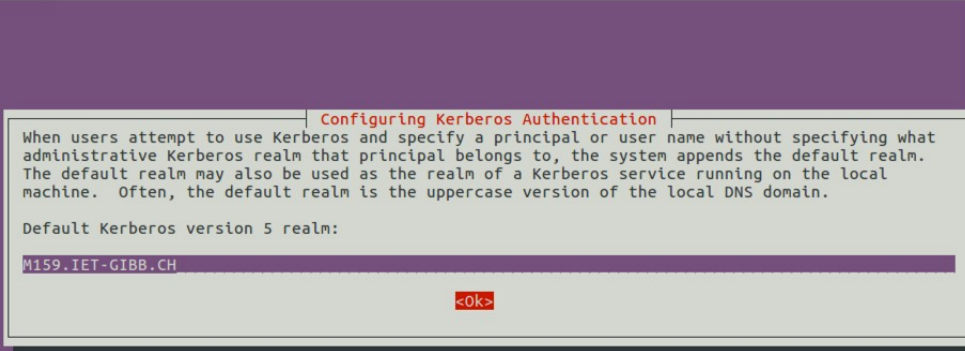 Configuring Kerberos Authentication
When users attempt to use Kerberos and specify a principal or user name without specifying what
administrative Kerberos realm that principal belongs to, the system appends the default realm.
The default realm may also be used as the realm of a Kerberos service running on the local
machine.  Often, the default realm is the uppercase version of the local DNS domain.
Default Kerberos version 5 realm:
M159.IET-GIBB.CH
<Ok>